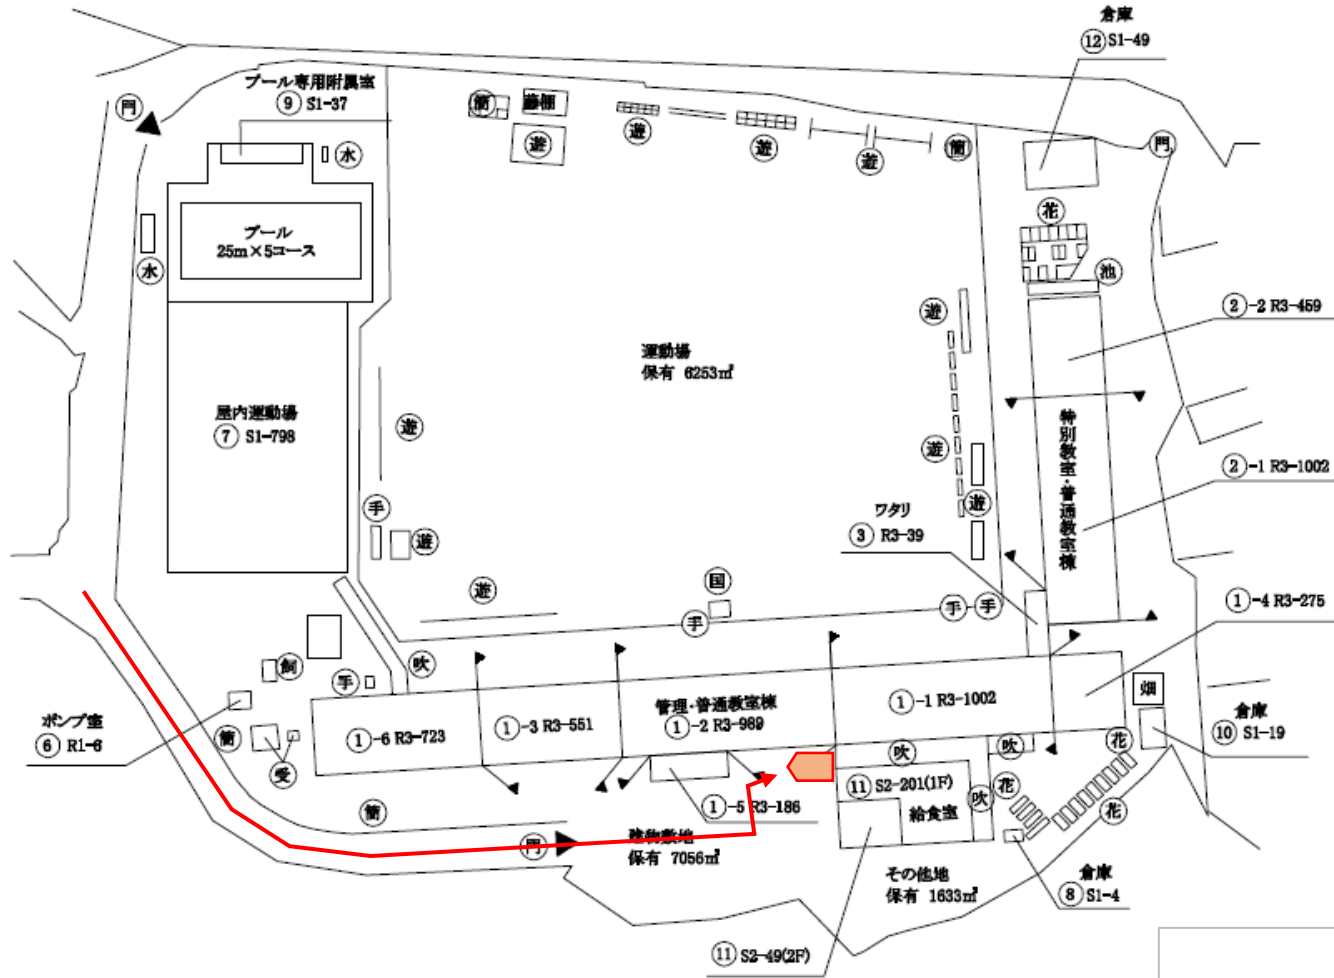 倉庫
⑫ S1-49
プール専用附属室
⑨ S1-37
門
簡
藤棚
遊
遊
遊
遊
簡
門
水
花
プール
25m×5コース
水
池
遊
②-2 R3-459
運動場
保有 6253㎡
屋内運動場
⑦ S1-798
遊
特別教室・普通教室棟
遊
②-1 R3-1002
手
遊
遊
ワタリ
③ R3-39
遊
国
手
手
手
①-4 R3-275
飼
手
吹
畑
ポンプ室
⑥ R1-6
簡
受
①-6 R3-723
①-3 R3-551
管理・普通教室棟
①-2 R3-989
①-1 R3-1002
倉庫
⑩ S1-19
吹
吹
花
簡
①-5 R3-186
⑪ S2-201(1F)
給食室
吹
花
花
門
建物敷地
保有 7056㎡
その他地
保有 1633㎡
倉庫
⑧ S1-4
⑪ S2-49(2F)